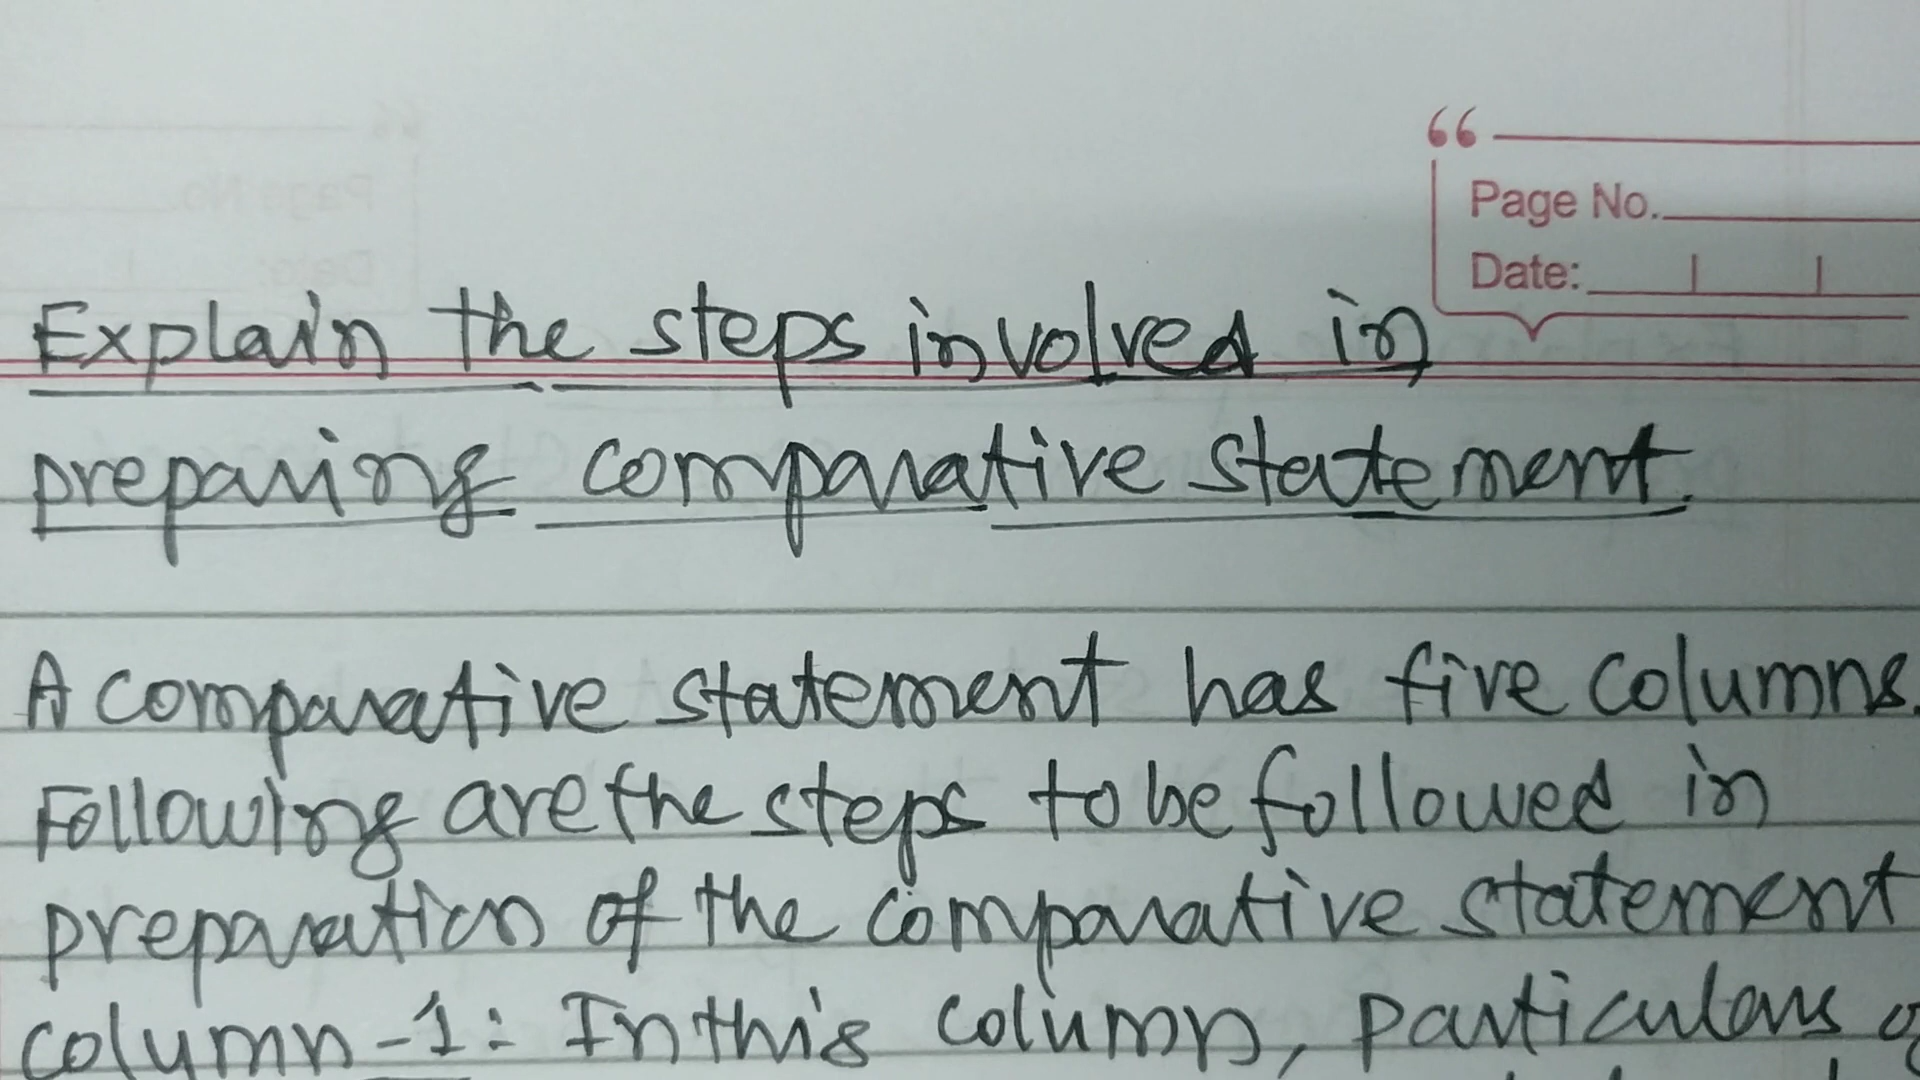 “
Page No.
Date:
Explain the steps involved in
preparing comparative statement.
A comparative statement has five columns.
Following are the steps to be followed in
preparation of the comparative statement
column-1: In this column, particulars